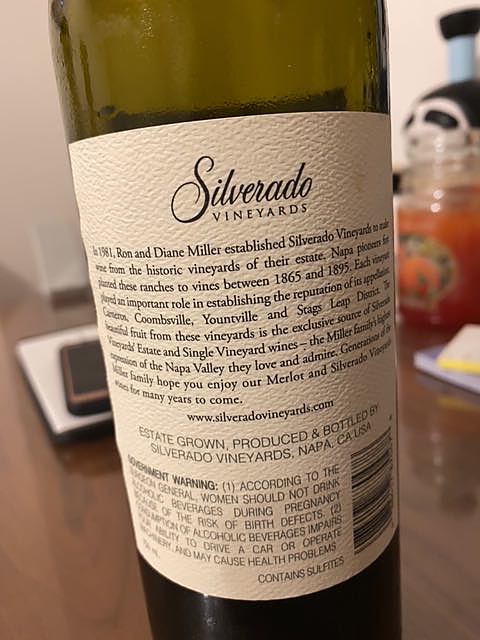 Silverado
VINEYARDS
In 1981, Ron and Diane Miller established Silverado Vineyards to make
wine from the historic vineyards of their estate. Napa pioneers first
planted these ranches to vines between 1865 and 1895. Each vineyard
played an important role in establishing the reputation of its appellation,
Carneros, Coombsville, Yountville and Stags Leap District. The
beautiful fruit from these vineyards is the exclusive source of Silverado
Vineyards' Estate and Single Vineyard wines – the Miller family's highest
expression of the Napa Valley they love and admire. Generations of the
Miller family hope you enjoy our Merlot and Silverado Vineyards
wines for many years to come.
www.silveradovineyards.com
ESTATE GROWN, PRODUCED & BOTTLED BY
SILVERADO VINEYARDS, NAPA, CA USA
GOVERNMENT WARNING: (1) ACCORDING TO THE
SURGEON GENERAL, WOMEN SHOULD NOT DRINK
ALCOHOLIC BEVERAGES DURING PREGNANCY
BECAUSE OF THE RISK OF BIRTH DEFECTS. (2)
CONSUMPTION OF ALCOHOLIC BEVERAGES IMPAIRS
YOUR ABILITY TO DRIVE A CAR OR OPERATE
MACHINERY, AND MAY CAUSE HEALTH PROBLEMS
CONTAINS SULFITES